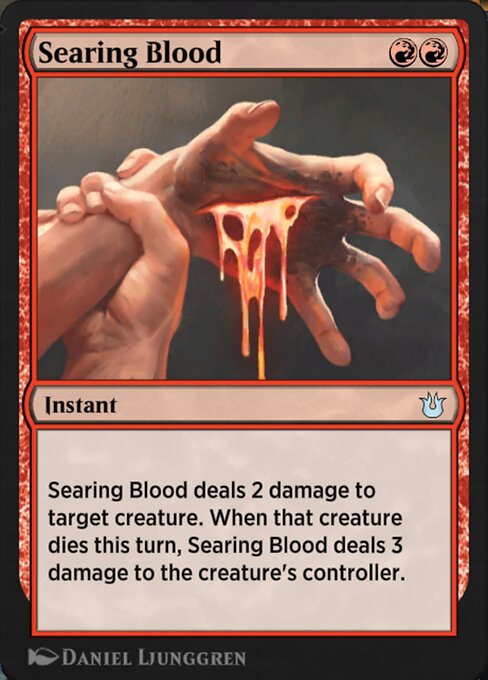 Searing Blood
Instant
Searing Blood deals 2 damage to
target creature. When that creature
dies this turn, Searing Blood deals 3
damage to the creature's controller.
Daniel Ljunggren